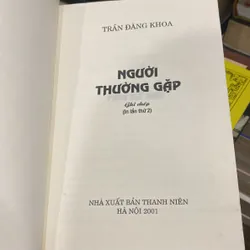 TRẦN ĐĂNG KHOA
NGƯỜI
THƯỜNG GẶP
Ghi chép
(In lần thứ 2)
NHÀ XUẤT BẢN THANH NIÊN
HÀ NỘI 2001